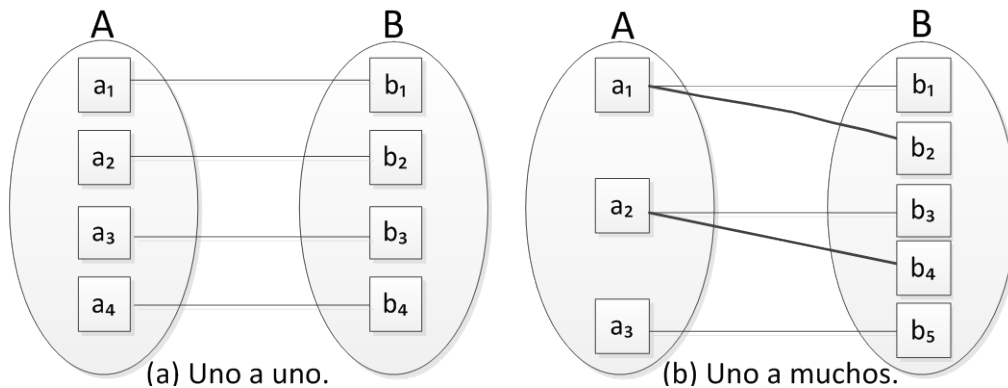 A
B
a₁
b₁
a₂
b₂
a₃
b₃
a₄
b₄
(a) Uno a uno.
A
B
a₁
b₁
b₂
a₂
b₃
b₄
a₃
b₅
(b) Uno a muchos.